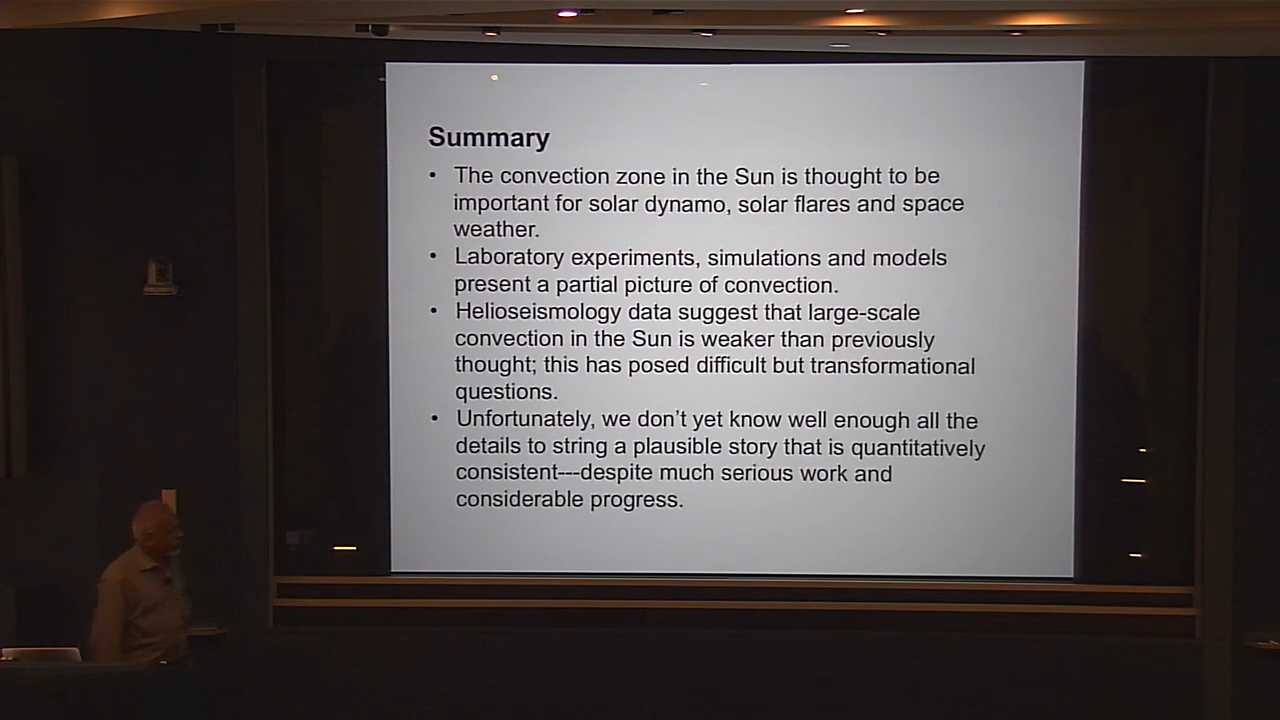 Summary
• The convection zone in the Sun is thought to be
important for solar dynamo, solar flares and space
weather.
• Laboratory experiments, simulations and models
present a partial picture of convection.
• Helioseismology data suggest that large-scale
convection in the Sun is weaker than previously
thought; this has posed difficult but transformational
questions.
• Unfortunately, we don’t yet know well enough all the
details to string a plausible story that is quantitatively
consistent---despite much serious work and
considerable progress.